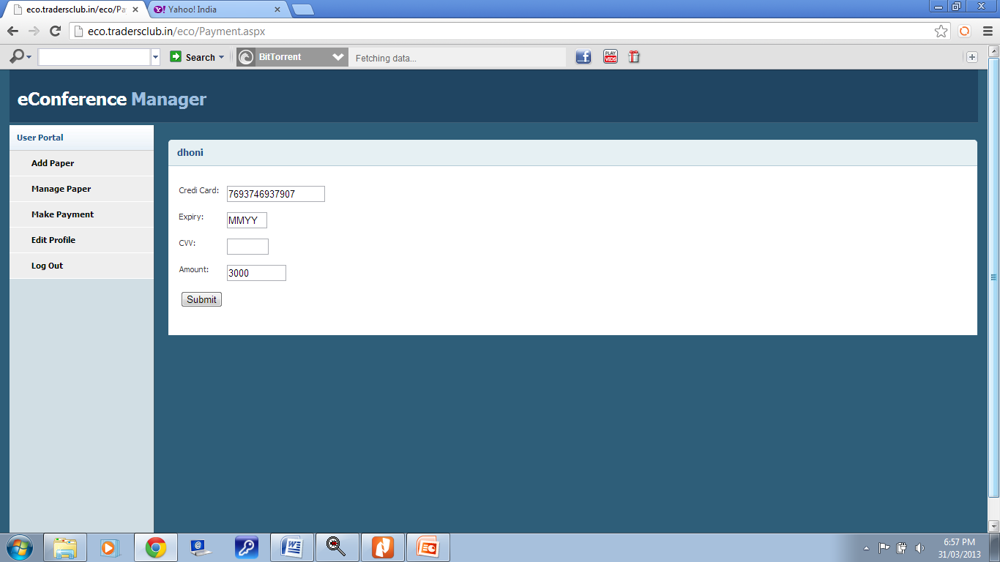 eco.tradersclub.in/eco/Pa
Yahoo! India
eco.tradersclub.in/eco/Payment.aspx
Search
BitTorrent
Fetching data...
PLAY VIDS
eConference Manager
User Portal
Add Paper
Manage Paper
Make Payment
Edit Profile
Log Out
dhoni
Credi Card: 7693746937907
Expiry: MMYY
CVV:
Amount: 3000
Submit
6:57 PM
31/03/2013